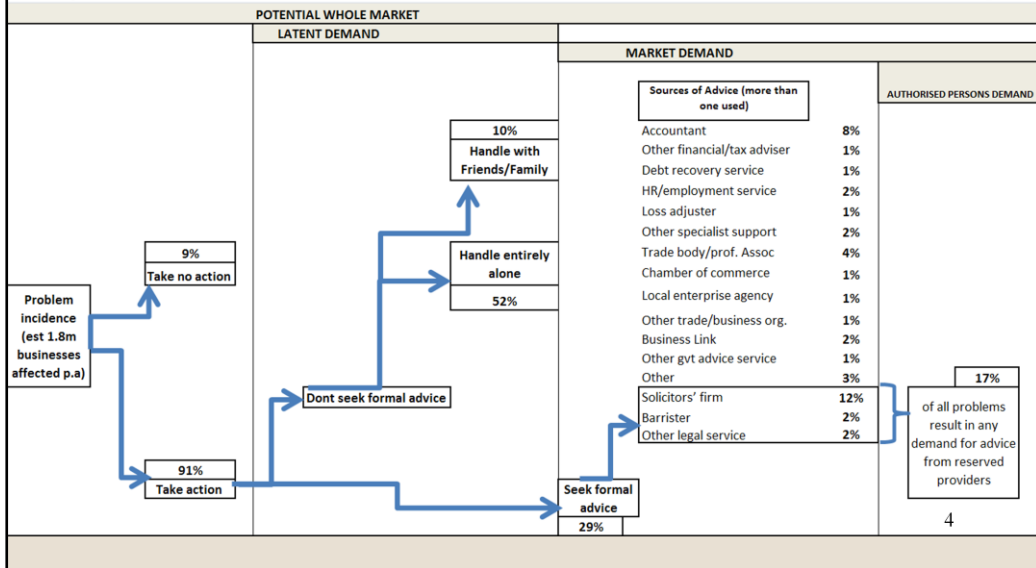 POTENTIAL WHOLE MARKET
LATENT DEMAND
MARKET DEMAND
AUTHORISED PERSONS DEMAND
Problem
incidence
(est 1.8m
businesses
affected p.a)
9%
Take no action
91%
Take action
Dont seek formal advice
10%
Handle with
Friends/Family
Handle entirely
alone
52%
Seek formal
advice
29%
Sources of Advice (more than
one used)
Accountant 8%
Other financial/tax adviser 1%
Debt recovery service 1%
HR/employment service 2%
Loss adjuster 1%
Other specialist support 2%
Trade body/prof. Assoc 4%
Chamber of commerce 1%
Local enterprise agency 1%
Other trade/business org. 1%
Business Link 2%
Other gvt advice service 1%
Other 3%
Solicitors' firm 12%
Barrister 2%
Other legal service 2%
17%
of all problems
result in any
demand for advice
from reserved
providers
4